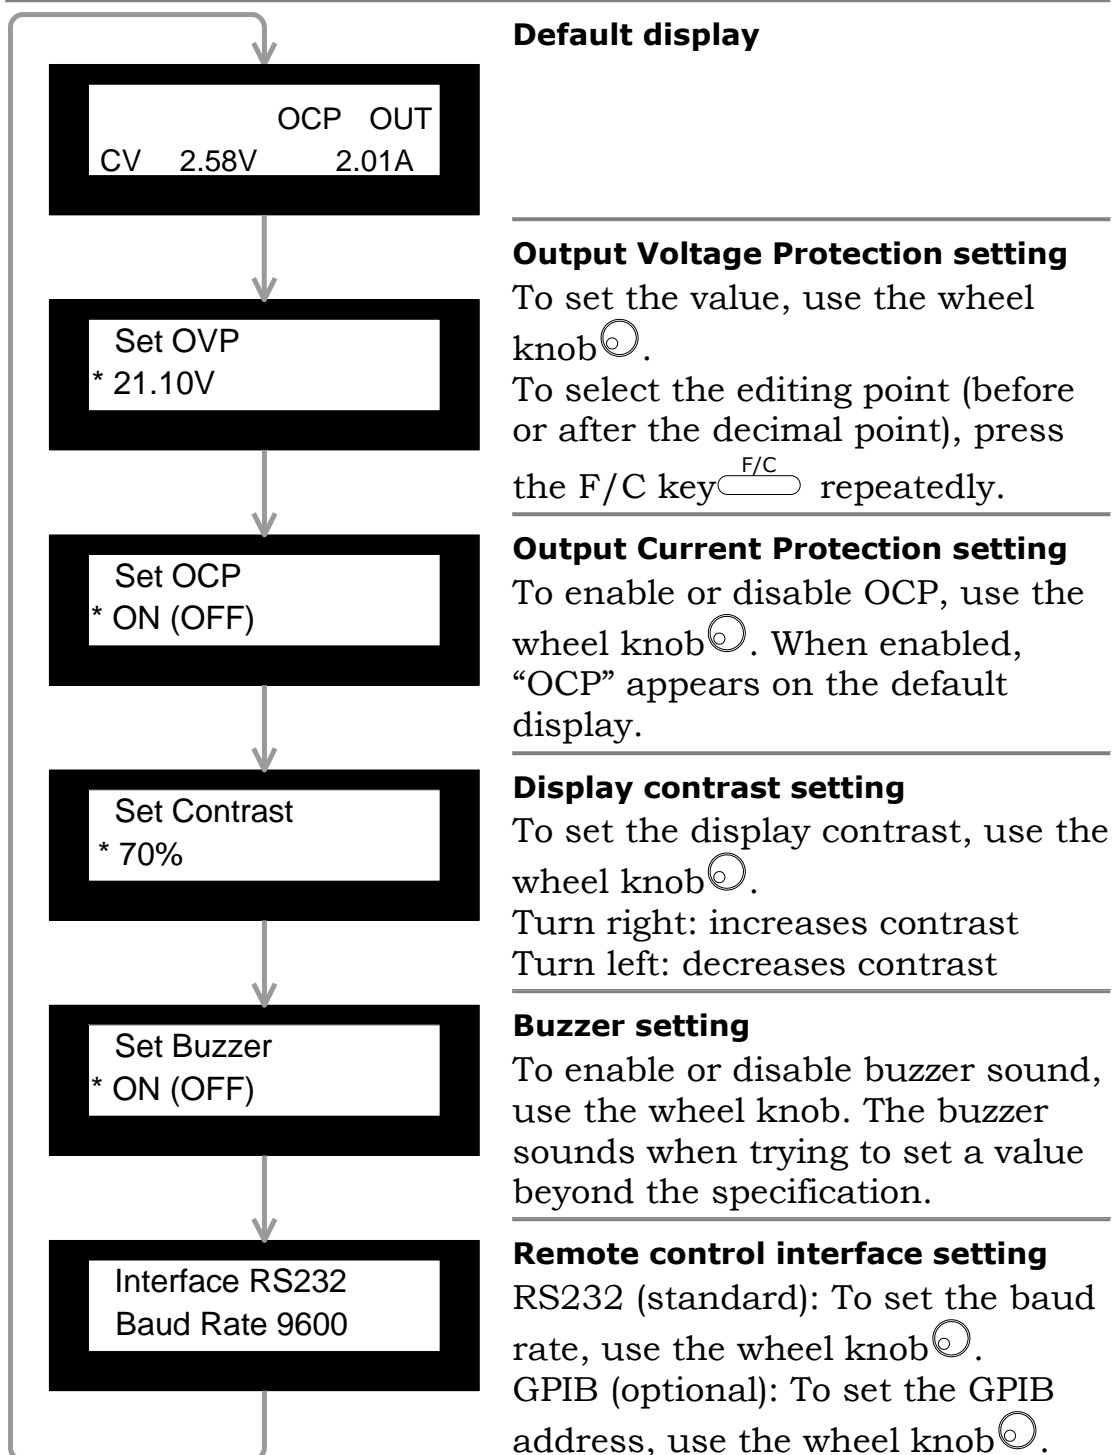 Default display
OCP OUT
CV 2.58V 2.01A
Output Voltage Protection setting
To set the value, use the wheel
knob.
To select the editing point (before
or after the decimal point), press
F/C
the F/C key repeatedly.
Set OVP
* 21.10V
Output Current Protection setting
To enable or disable OCP, use the
wheel knob. When enabled,
“OCP” appears on the default
display.
Set OCP
* ON (OFF)
Display contrast setting
To set the display contrast, use the
wheel knob.
Turn right: increases contrast
Turn left: decreases contrast
Set Contrast
* 70%
Buzzer setting
To enable or disable buzzer sound,
use the wheel knob. The buzzer
sounds when trying to set a value
beyond the specification.
Set Buzzer
* ON (OFF)
Remote control interface setting
RS232 (standard): To set the baud
rate, use the wheel knob.
GPIB (optional): To set the GPIB
address, use the wheel knob.
Interface RS232
Baud Rate 9600